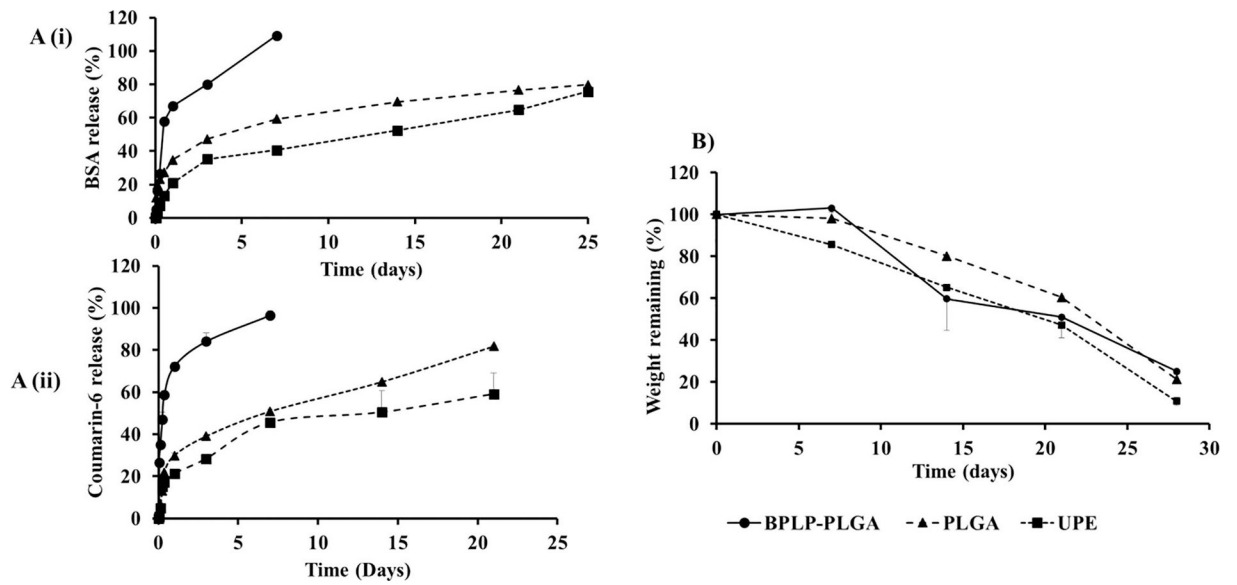 A (i)
BSA release (%)
120
100
80
60
40
20
0
0 5 10 15 20 25
Time (days)
A (ii)
Coumarin-6 release (%)
120
100
80
60
40
20
0
0 5 10 15 20 25
Time (Days)
B)
Weight remaining (%)
120
100
80
60
40
20
0
0 5 10 15 20 25 30
Time (days)
BPLP-PLGA PLGA UPE